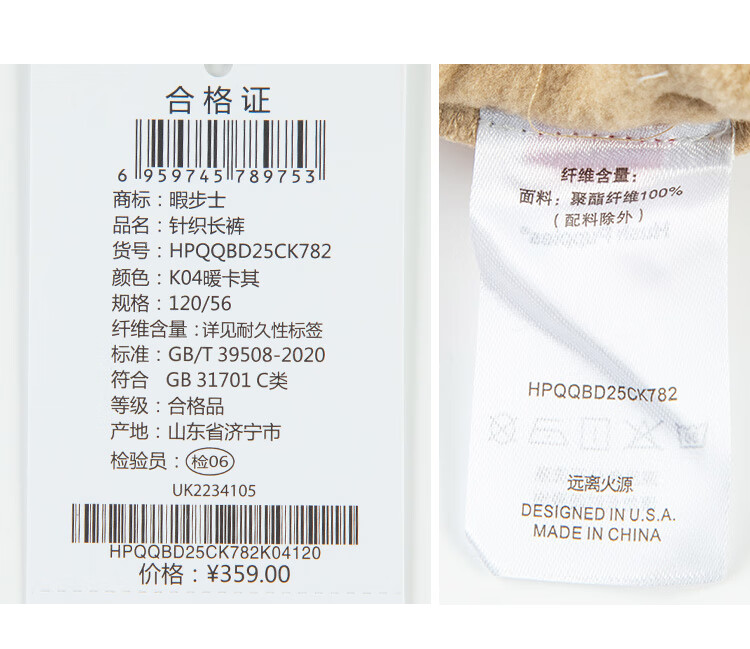 合格证
6 959745 789753
商标：暇步士
品名：针织长裤
货号：HPQQBD25CK782
颜色：K04暖卡其
规格：120/56
纤维含量：详见耐久性标签
标准：GB/T 39508-2020
符合 GB 31701 C类
等级：合格品
产地：山东省济宁市
检验员：检06
UK2234105
HPQQBD25CK782K04120
价格：¥359.00
纤维含量：
面料：聚酯纤维100%
（配料除外）
HPQQBD25CK782
远离火源
DESIGNED IN U.S.A.
MADE IN CHINA